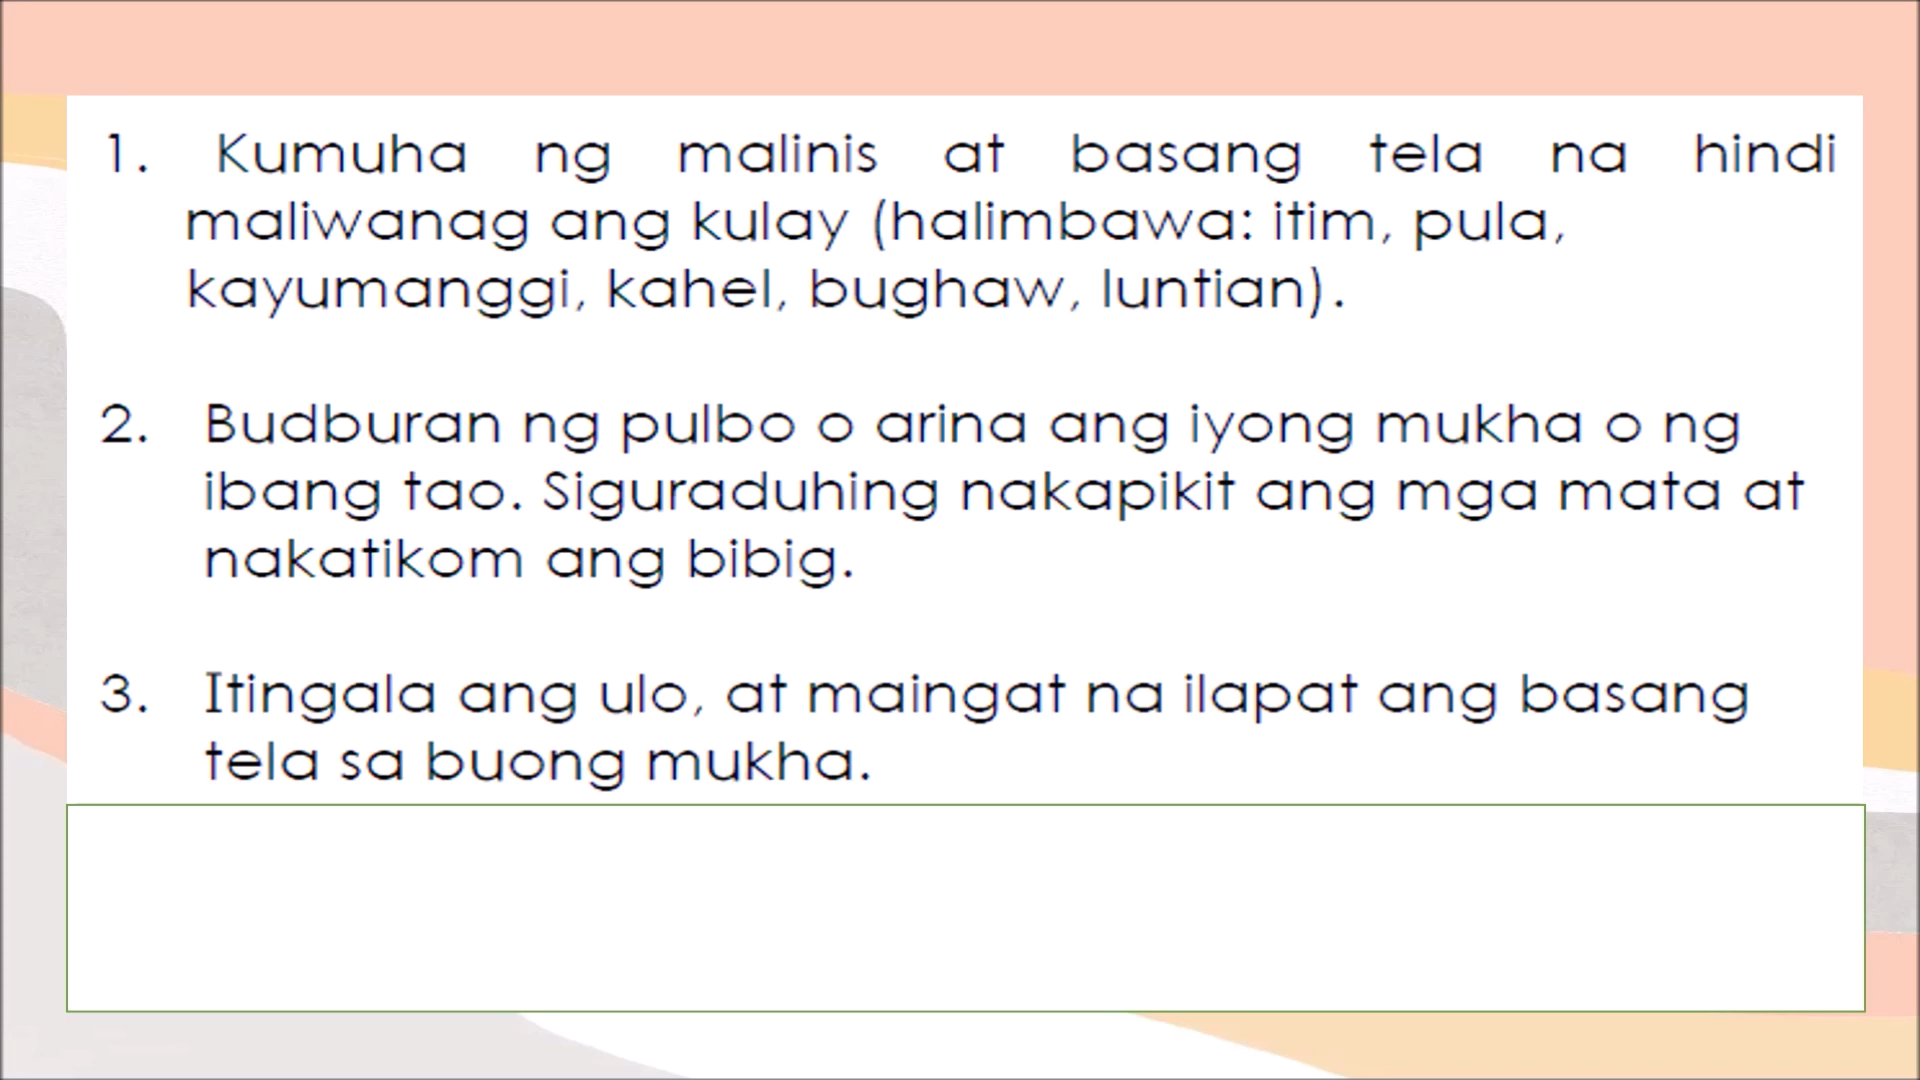 1. Kumuha ng malinis at basang tela na hindi
maliwanag ang kulay (halimbawa: itim, pula,
kayumanggi, kahel, bughaw, luntian).
2. Budburan ng pulbo o arina ang iyong mukha o ng
ibang tao. Siguraduhing nakapikit ang mga mata at
nakatikom ang bibig.
3. Itingala ang ulo, at maingat na ilapat ang basang
tela sa buong mukha.